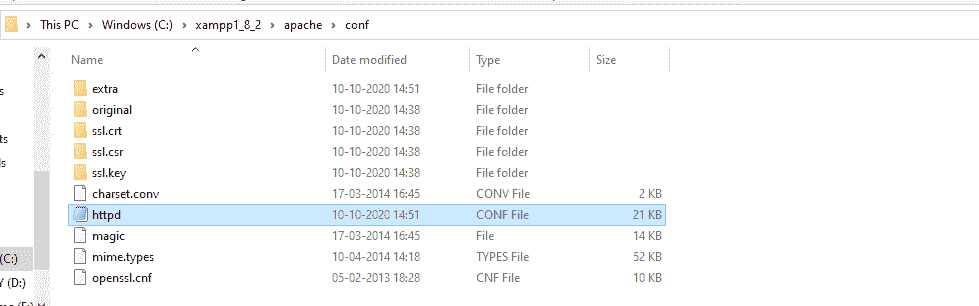 This PC > Windows (C:) > xampp1_8_2 > apache > conf
Name Date modified Type Size
extra 10-10-2020 14:51 File folder
original 10-10-2020 14:38 File folder
ssl.crt 10-10-2020 14:38 File folder
ssl.csr 10-10-2020 14:38 File folder
ssl.key 10-10-2020 14:38 File folder
charset.conv 17-03-2014 16:45 CONV File 2 KB
httpd 10-10-2020 14:51 CONF File 21 KB
magic 17-03-2014 16:45 File 14 KB
(C:) mime.types 10-04-2014 14:18 TYPES File 52 KB
(D:) openssl.cnf 05-02-2013 18:28 CNF File 10 KB